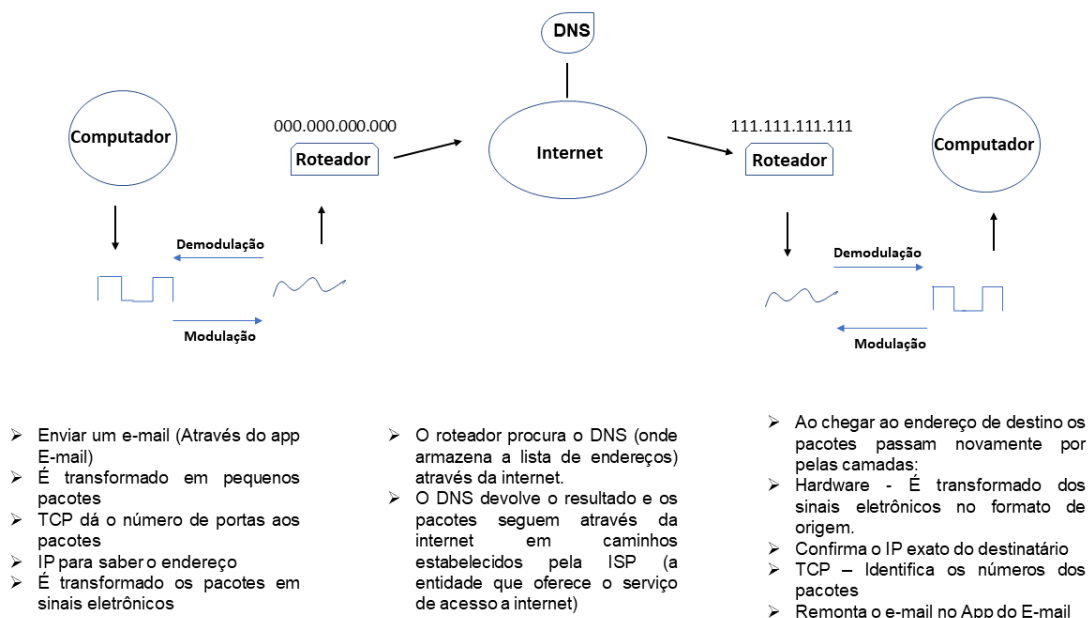 DNS
Computador
000.000.000.000
Roteador
Internet
111.111.111.111
Roteador
Computador
Demodulação
Modulação
Demodulação
Modulação
➢ Enviar um e-mail (Através do app
E-mail)
➢ É transformado em pequenos
pacotes
➢ TCP dá o número de portas aos
pacotes
➢ IP para saber o endereço
➢ É transformado os pacotes em
sinais eletrônicos
➢ O roteador procura o DNS (onde
armazena a lista de endereços)
através da internet.
➢ O DNS devolve o resultado e os
pacotes seguem através da
internet em caminhos
estabelecidos pela ISP (a
entidade que oferece o serviço
de acesso a internet)
➢ Ao chegar ao endereço de destino os
pacotes passam novamente por
pelas camadas:
➢ Hardware - É transformado dos
sinais eletrônicos no formato de
origem.
➢ Confirma o IP exato do destinatário
➢ TCP – Identifica os números dos
pacotes
➢ Remonta o e-mail no App do E-mail